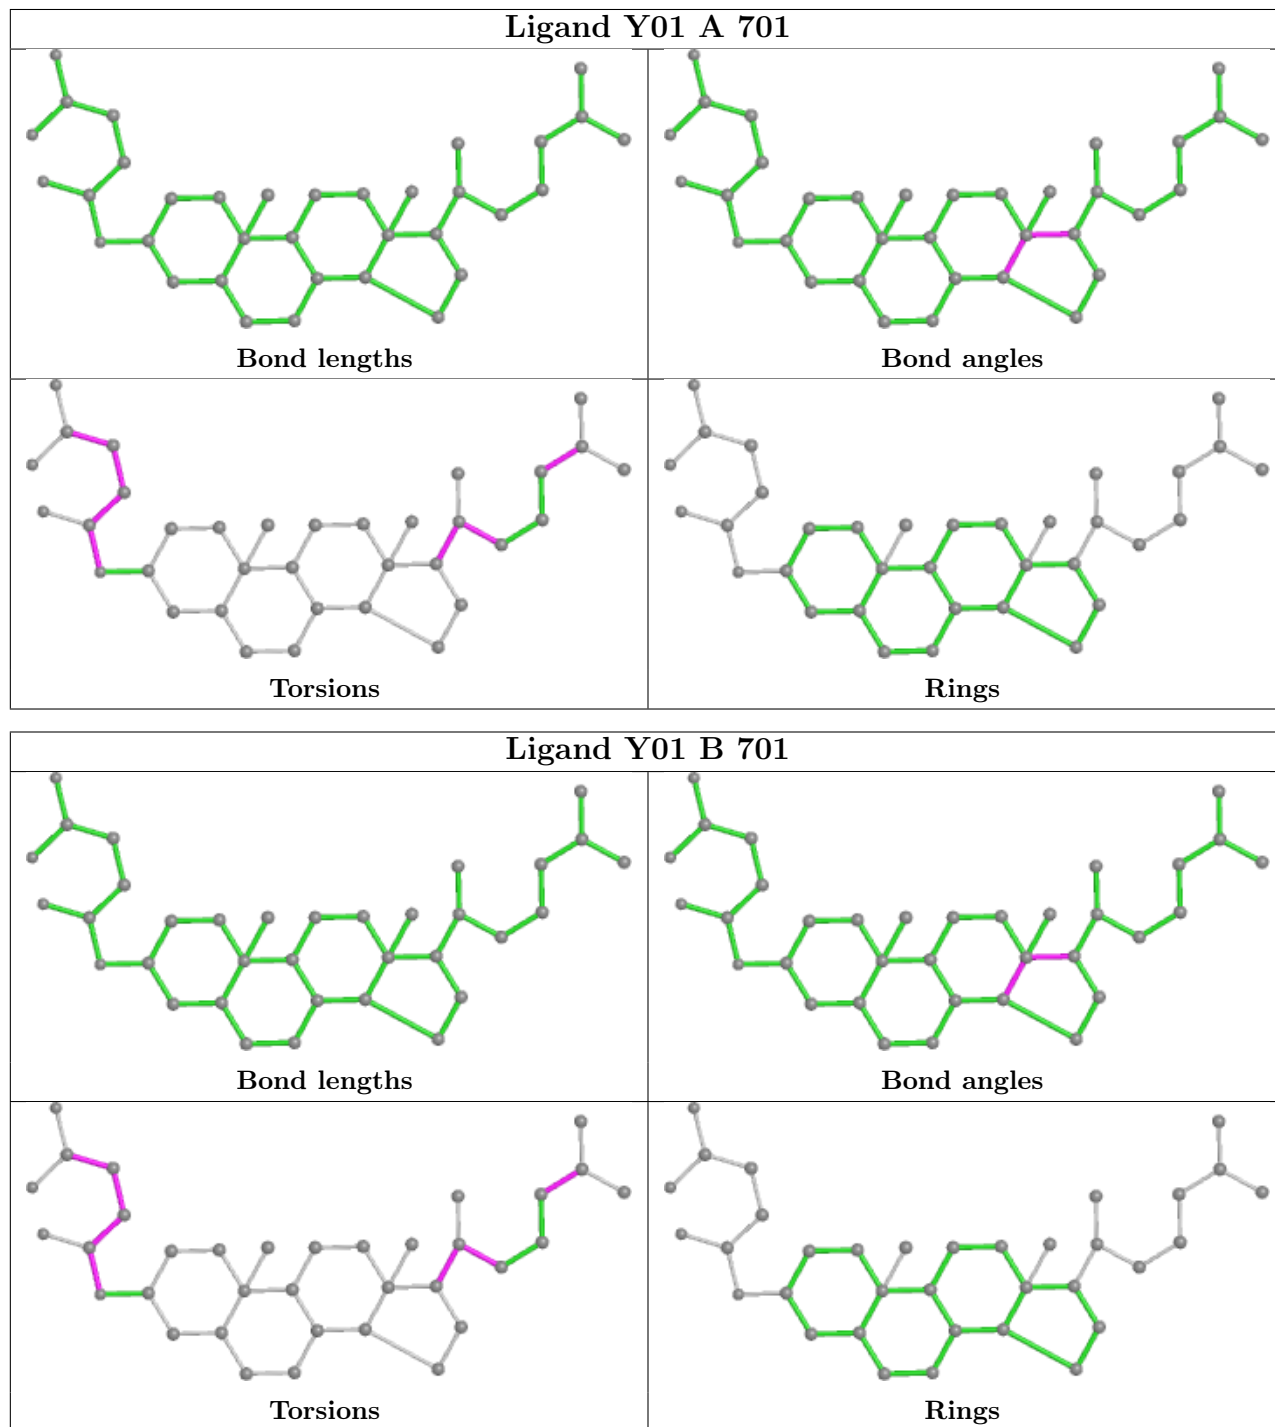 Ligand Y01 A 701
Bond lengths
Bond angles
Torsions
Rings
Ligand Y01 B 701
Bond lengths
Bond angles
Torsions
Rings